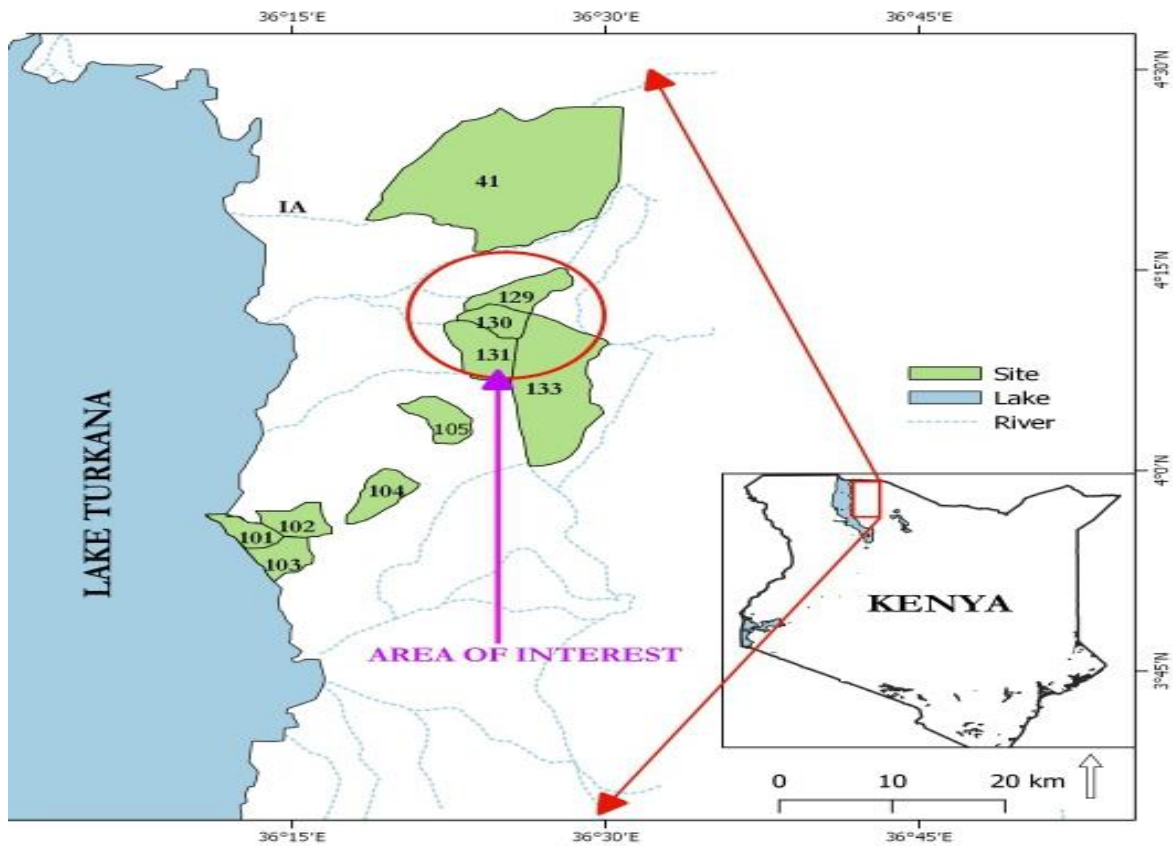 36°15'E 36°30'E 36°45'E
4°30'N
41
IA
4°15'N
129
130
131
133
LAKE TURKANA
Site
Lake
River
105
4°0'N
104
102
101
103
KENYA
AREA OF INTEREST
3°45'N
0 10 20 km
36°15'E 36°30'E 36°45'E